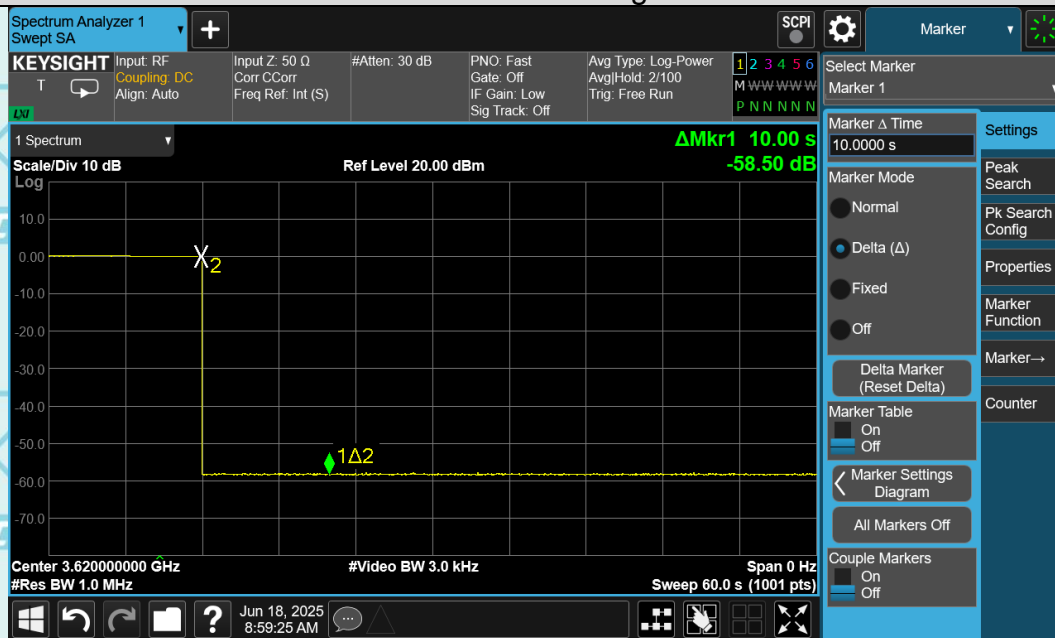 Spectrum Analyzer 1
Swept SA
+
SCPI
Marker
KEYSIGHT
T
LXI
Input: RF
Coupling: DC
Align: Auto
Input Z: 50 Ω
Corr CCorr
Freq Ref: Int (S)
#Atten: 30 dB
PNO: Fast
Gate: Off
IF Gain: Low
Sig Track: Off
Avg Type: Log-Power
Avg|Hold: 2/100
Trig: Free Run
1 2 3 4 5 6
M W W W W W
P N N N N N
Select Marker
Marker 1
1 Spectrum
ΔMkr1 10.00 s
-58.50 dB
Scale/Div 10 dB
Ref Level 20.00 dBm
Log
10.0
0.00
-10.0
-20.0
-30.0
-40.0
-50.0
-60.0
-70.0
X2
1Δ2
Center 3.620000000 GHz
#Res BW 1.0 MHz
#Video BW 3.0 kHz
Span 0 Hz
Sweep 60.0 s (1001 pts)
Marker Δ Time
10.0000 s
Marker Mode
Normal
Delta (Δ)
Fixed
Off
Delta Marker
(Reset Delta)
Marker Table
On
Off
Marker Settings
Diagram
All Markers Off
Couple Markers
On
Off
Settings
Peak
Search
Pk Search
Config
Properties
Marker
Function
Marker→
Counter
?
Jun 18, 2025
8:59:25 AM